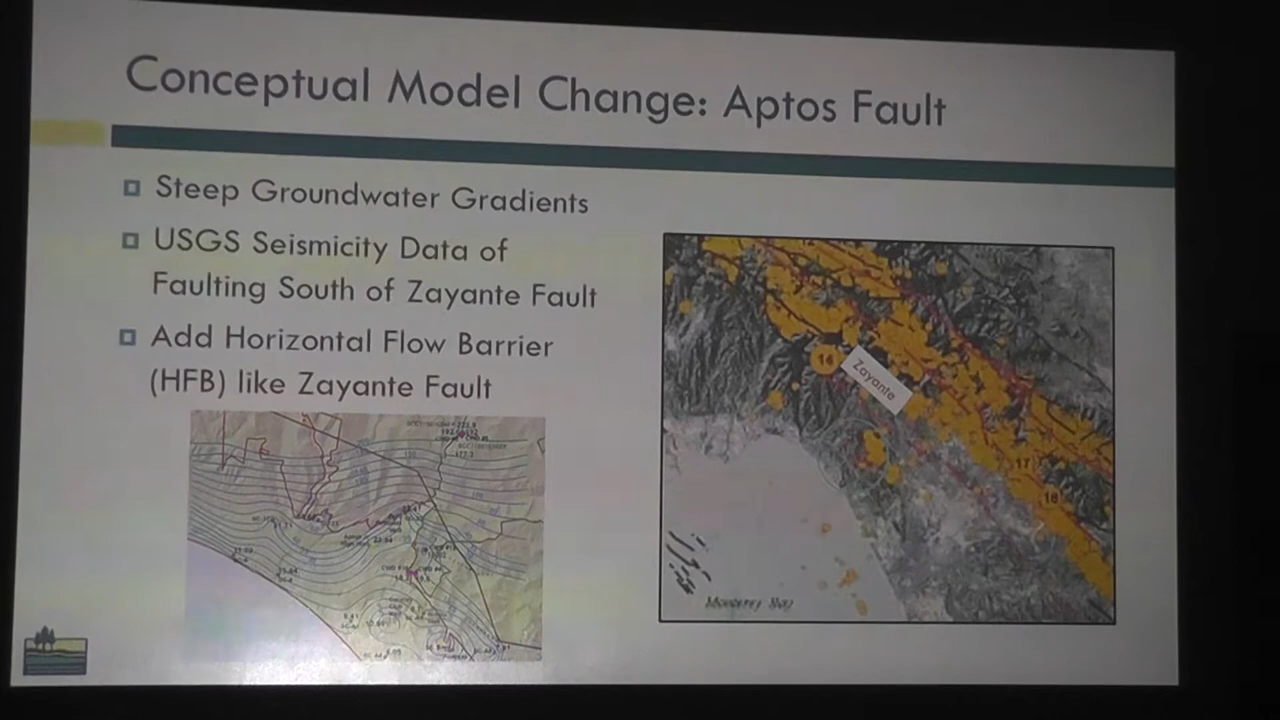 Conceptual Model Change: Aptos Fault
Steep Groundwater Gradients
USGS Seismicity Data of
Faulting South of Zayante Fault
Add Horizontal Flow Barrier
(HFB) like Zayante Fault
16
Zayante
17
18
Monterey Bay